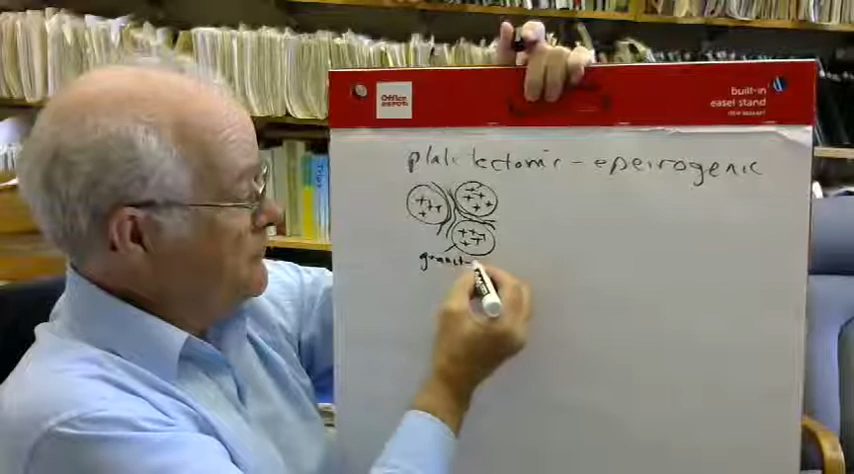 Office DEPOT
built-in
easel stand
plate tectonic - epeirogenic
granit